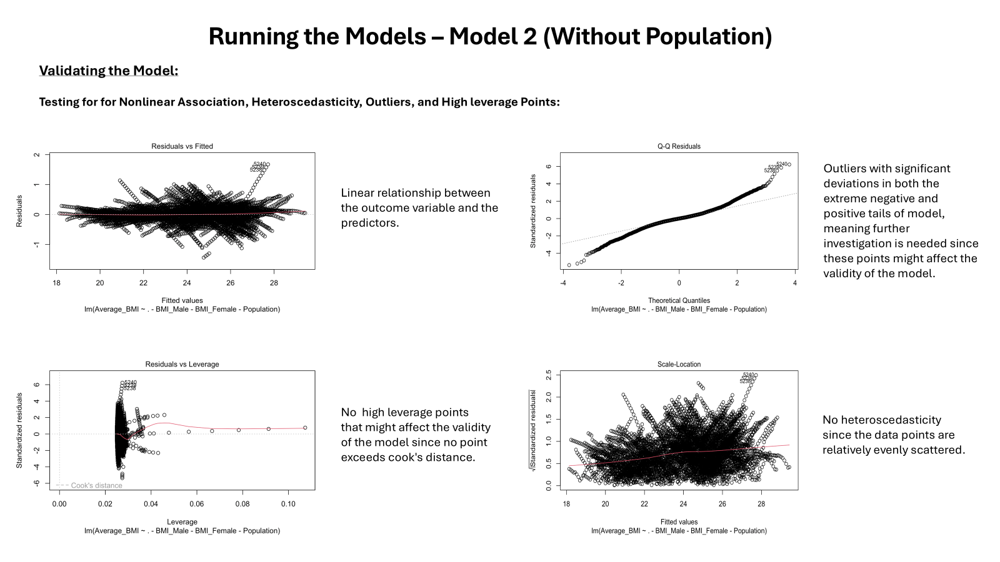 Running the Models – Model 2 (Without Population)
Validating the Model:
Testing for for Nonlinear Association, Heteroscedasticity, Outliers, and High leverage Points:
Residuals vs Fitted
Residuals
2
1
0
-1
5240
5239
5238
18 20 22 24 26 28
Fitted values
lm(Average_BMI ~ . - BMI_Male - BMI_Female - Population)
Linear relationship between
the outcome variable and the
predictors.
Q-Q Residuals
Standardized residuals
6
4
2
0
-2
-4
5240
5239
5238
-4 -2 0 2 4
Theoretical Quantiles
lm(Average_BMI ~ . - BMI_Male - BMI_Female - Population)
Outliers with significant
deviations in both the
extreme negative and
positive tails of model,
meaning further
investigation is needed since
these points might affect the
validity of the model.
Residuals vs Leverage
Standardized residuals
6
4
2
0
-2
-4
-6
5240
5239
5238
Cook's distance
0.00 0.02 0.04 0.06 0.08 0.10
Leverage
lm(Average_BMI ~ . - BMI_Male - BMI_Female - Population)
No  high leverage points
that might affect the validity
of the model since no point
exceeds cook's distance.
Scale-Location
√|Standardized residuals|
2.5
2.0
1.5
1.0
0.5
0.0
5240
5239
5238
18 20 22 24 26 28
Fitted values
lm(Average_BMI ~ . - BMI_Male - BMI_Female - Population)
No heteroscedasticity
since the data points are
relatively evenly scattered.